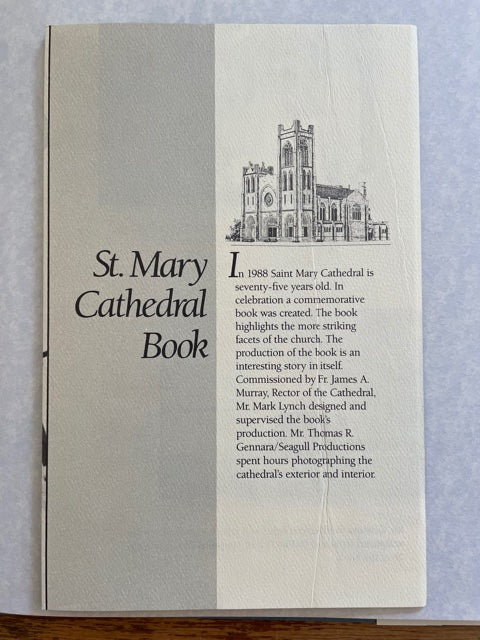 St. Mary
Cathedral
Book
In 1988 Saint Mary Cathedral is
seventy-five years old. In
celebration a commemorative
book was created. The book
highlights the more striking
facets of the church. The
production of the book is an
interesting story in itself.
Commissioned by Fr. James A.
Murray, Rector of the Cathedral,
Mr. Mark Lynch designed and
supervised the book's
production. Mr. Thomas R.
Gennara/Seagull Productions
spent hours photographing the
cathedral's exterior and interior.